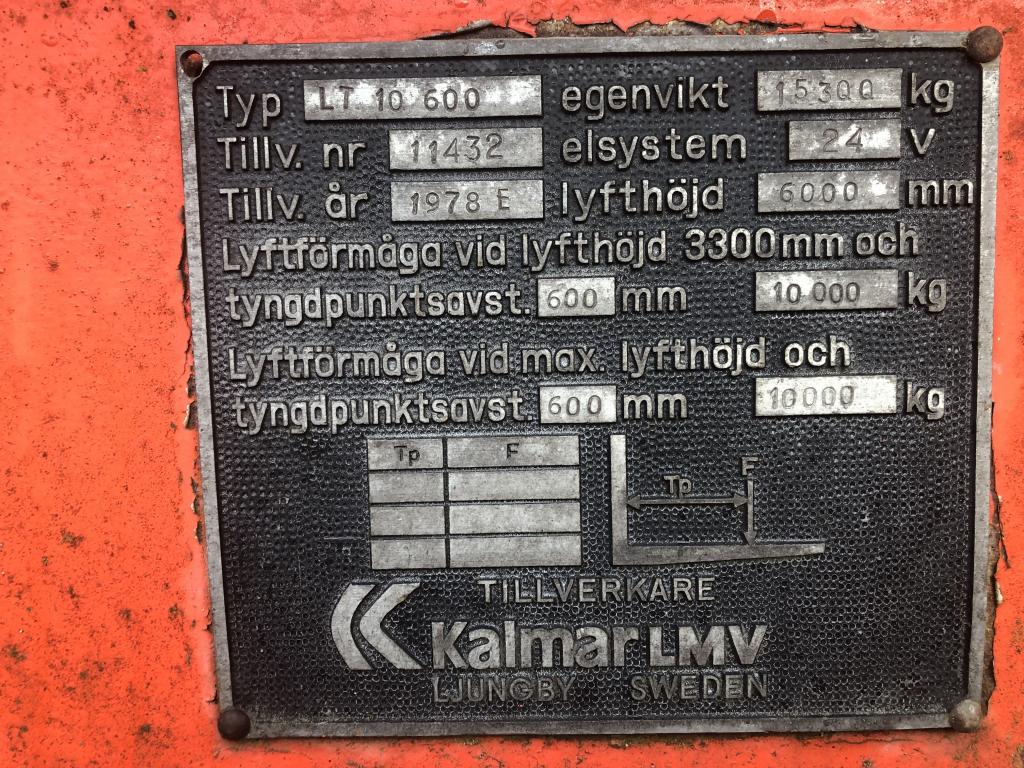 Typ LT 10 600 egenvikt 15300 kg
Tillv. nr 11432 elsystem 24 V
Tillv. år 1978 E lyfthöjd 6000 mm
Lyftförmåga vid lyfthöjd 3300mm och
tyngdpunktsavst. 600 mm 10 000 kg
Lyftförmåga vid max. lyfthöjd och
tyngdpunktsavst. 600 mm 10000 kg
Tp F
F
Tp
TILLVERKARE
Kalmar LMV
LJUNGBY SWEDEN